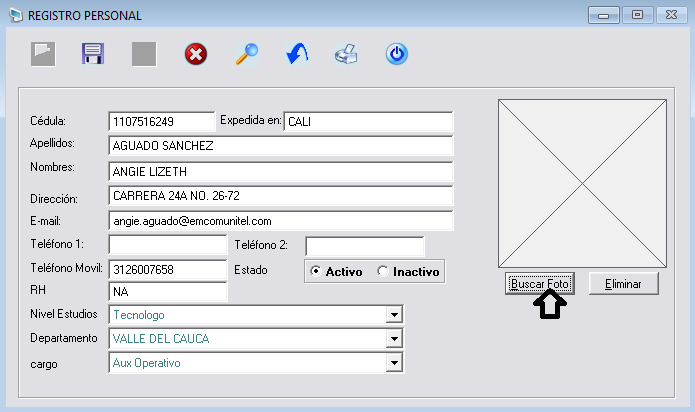 REGISTRO PERSONAL
Cédula: 1107516249 Expedida en: CALI
Apellidos: AGUADO SANCHEZ
Nombres: ANGIE LIZETH
Dirección: CARRERA 24A NO. 26-72
E-mail: angie.aguado@emcomunitel.com
Teléfono 1: Teléfono 2:
Teléfono Movil: 3126007658 Estado Activo Inactivo
RH NA
Nivel Estudios Tecnologo
Departamento VALLE DEL CAUCA
cargo Aux Operativo
Buscar Foto Eliminar